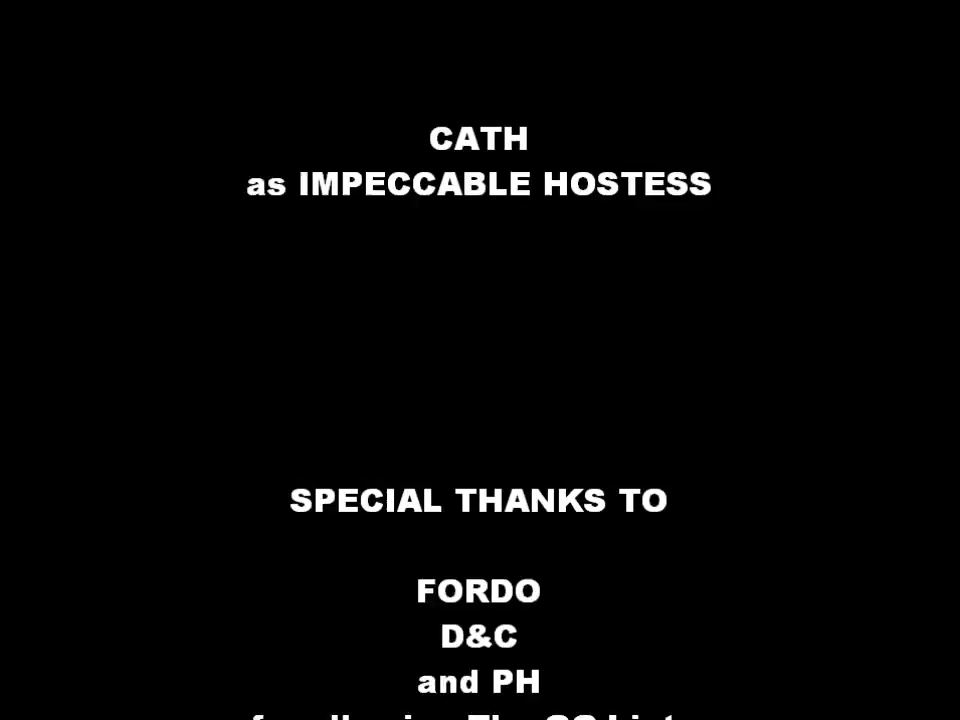 CATH
as IMPECCABLE HOSTESS
SPECIAL THANKS TO
FORDO
D&C
and PH